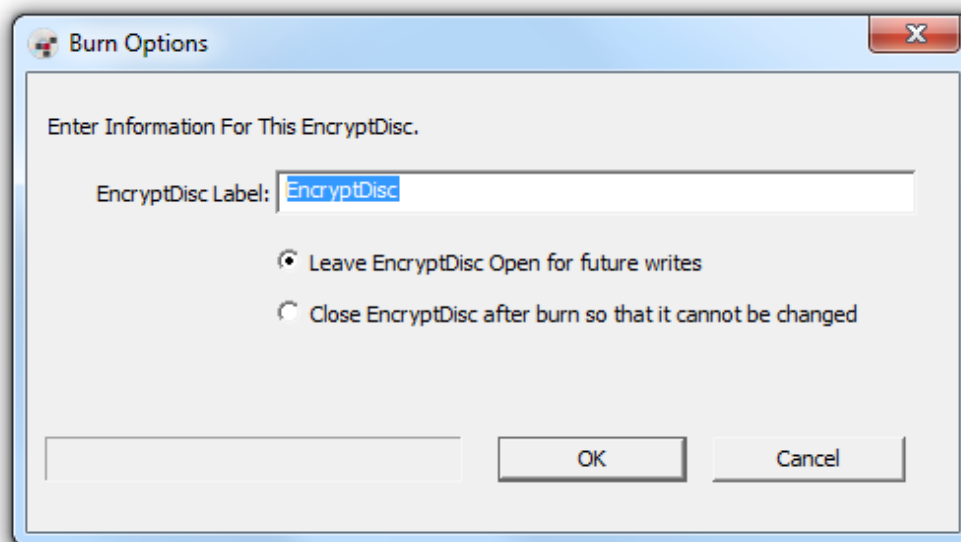 Burn Options
Enter Information For This EncryptDisc.
EncryptDisc Label: EncryptDisc
Leave EncryptDisc Open for future writes
Close EncryptDisc after burn so that it cannot be changed
OK Cancel